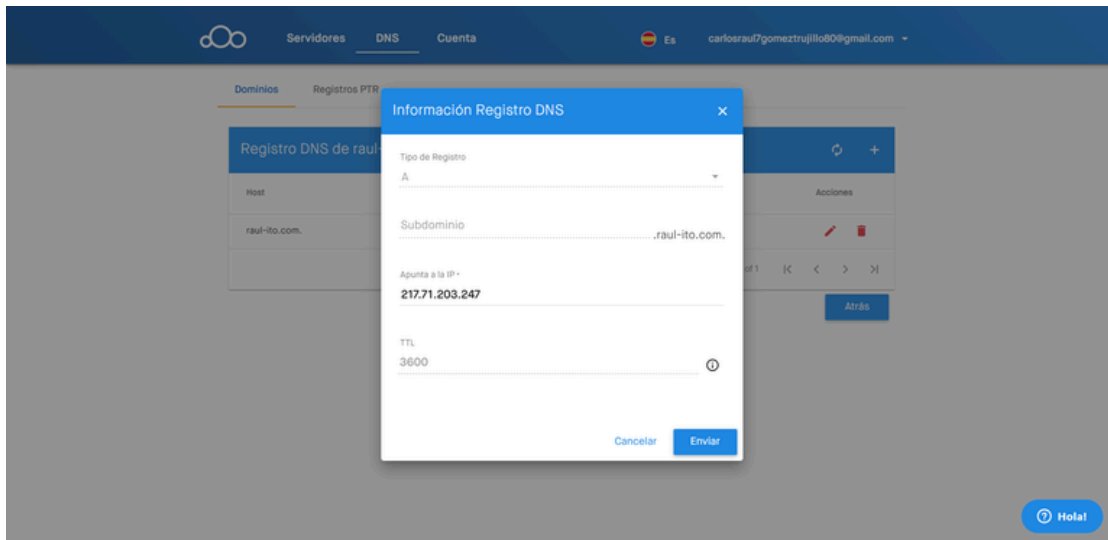 Servidores DNS Cuenta Es carlosraul7gomeztrujillo80@gmail.com
Dominios Registros PTR
Información Registro DNS ×
Registro DNS de raul-
Tipo de Registro
A
Host
Acciones
Subdominio
.raul-ito.com.
raul-ito.com.
of 1
Apunta a la IP *
217.71.203.247
Atrás
TTL
3600
Cancelar Enviar
Hola!